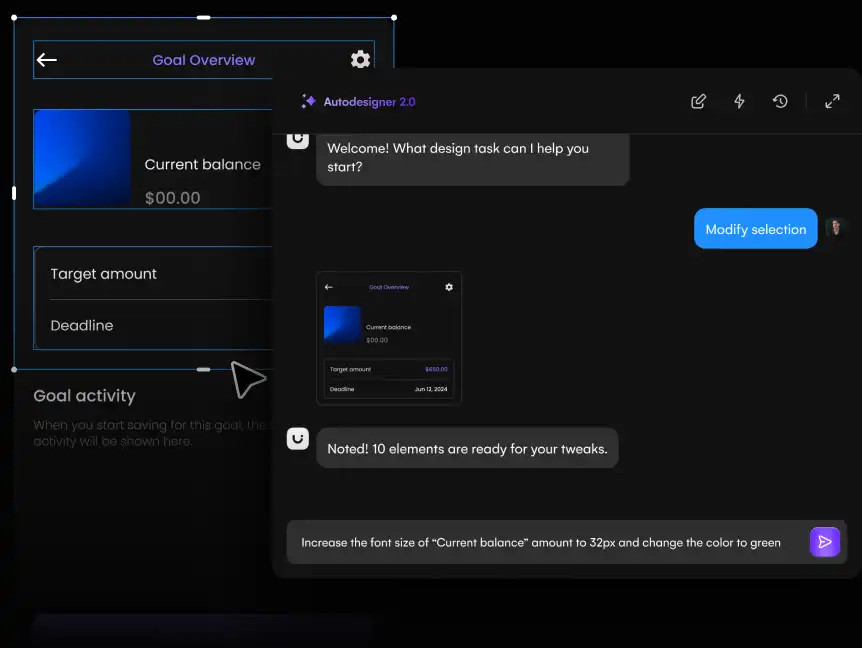 Goal Overview
Current balance
$00.00
Target amount
Deadline
Goal activity
When you start saving for this goal, the
activity will be shown here.
Autodesigner 2.0
Welcome! What design task can I help you
start?
Modify selection
Goal Overview
Current balance
$00.00
Target amount $650.00
Deadline Jun 12, 2024
Noted! 10 elements are ready for your tweaks.
Increase the font size of “Current balance” amount to 32px and change the color to green